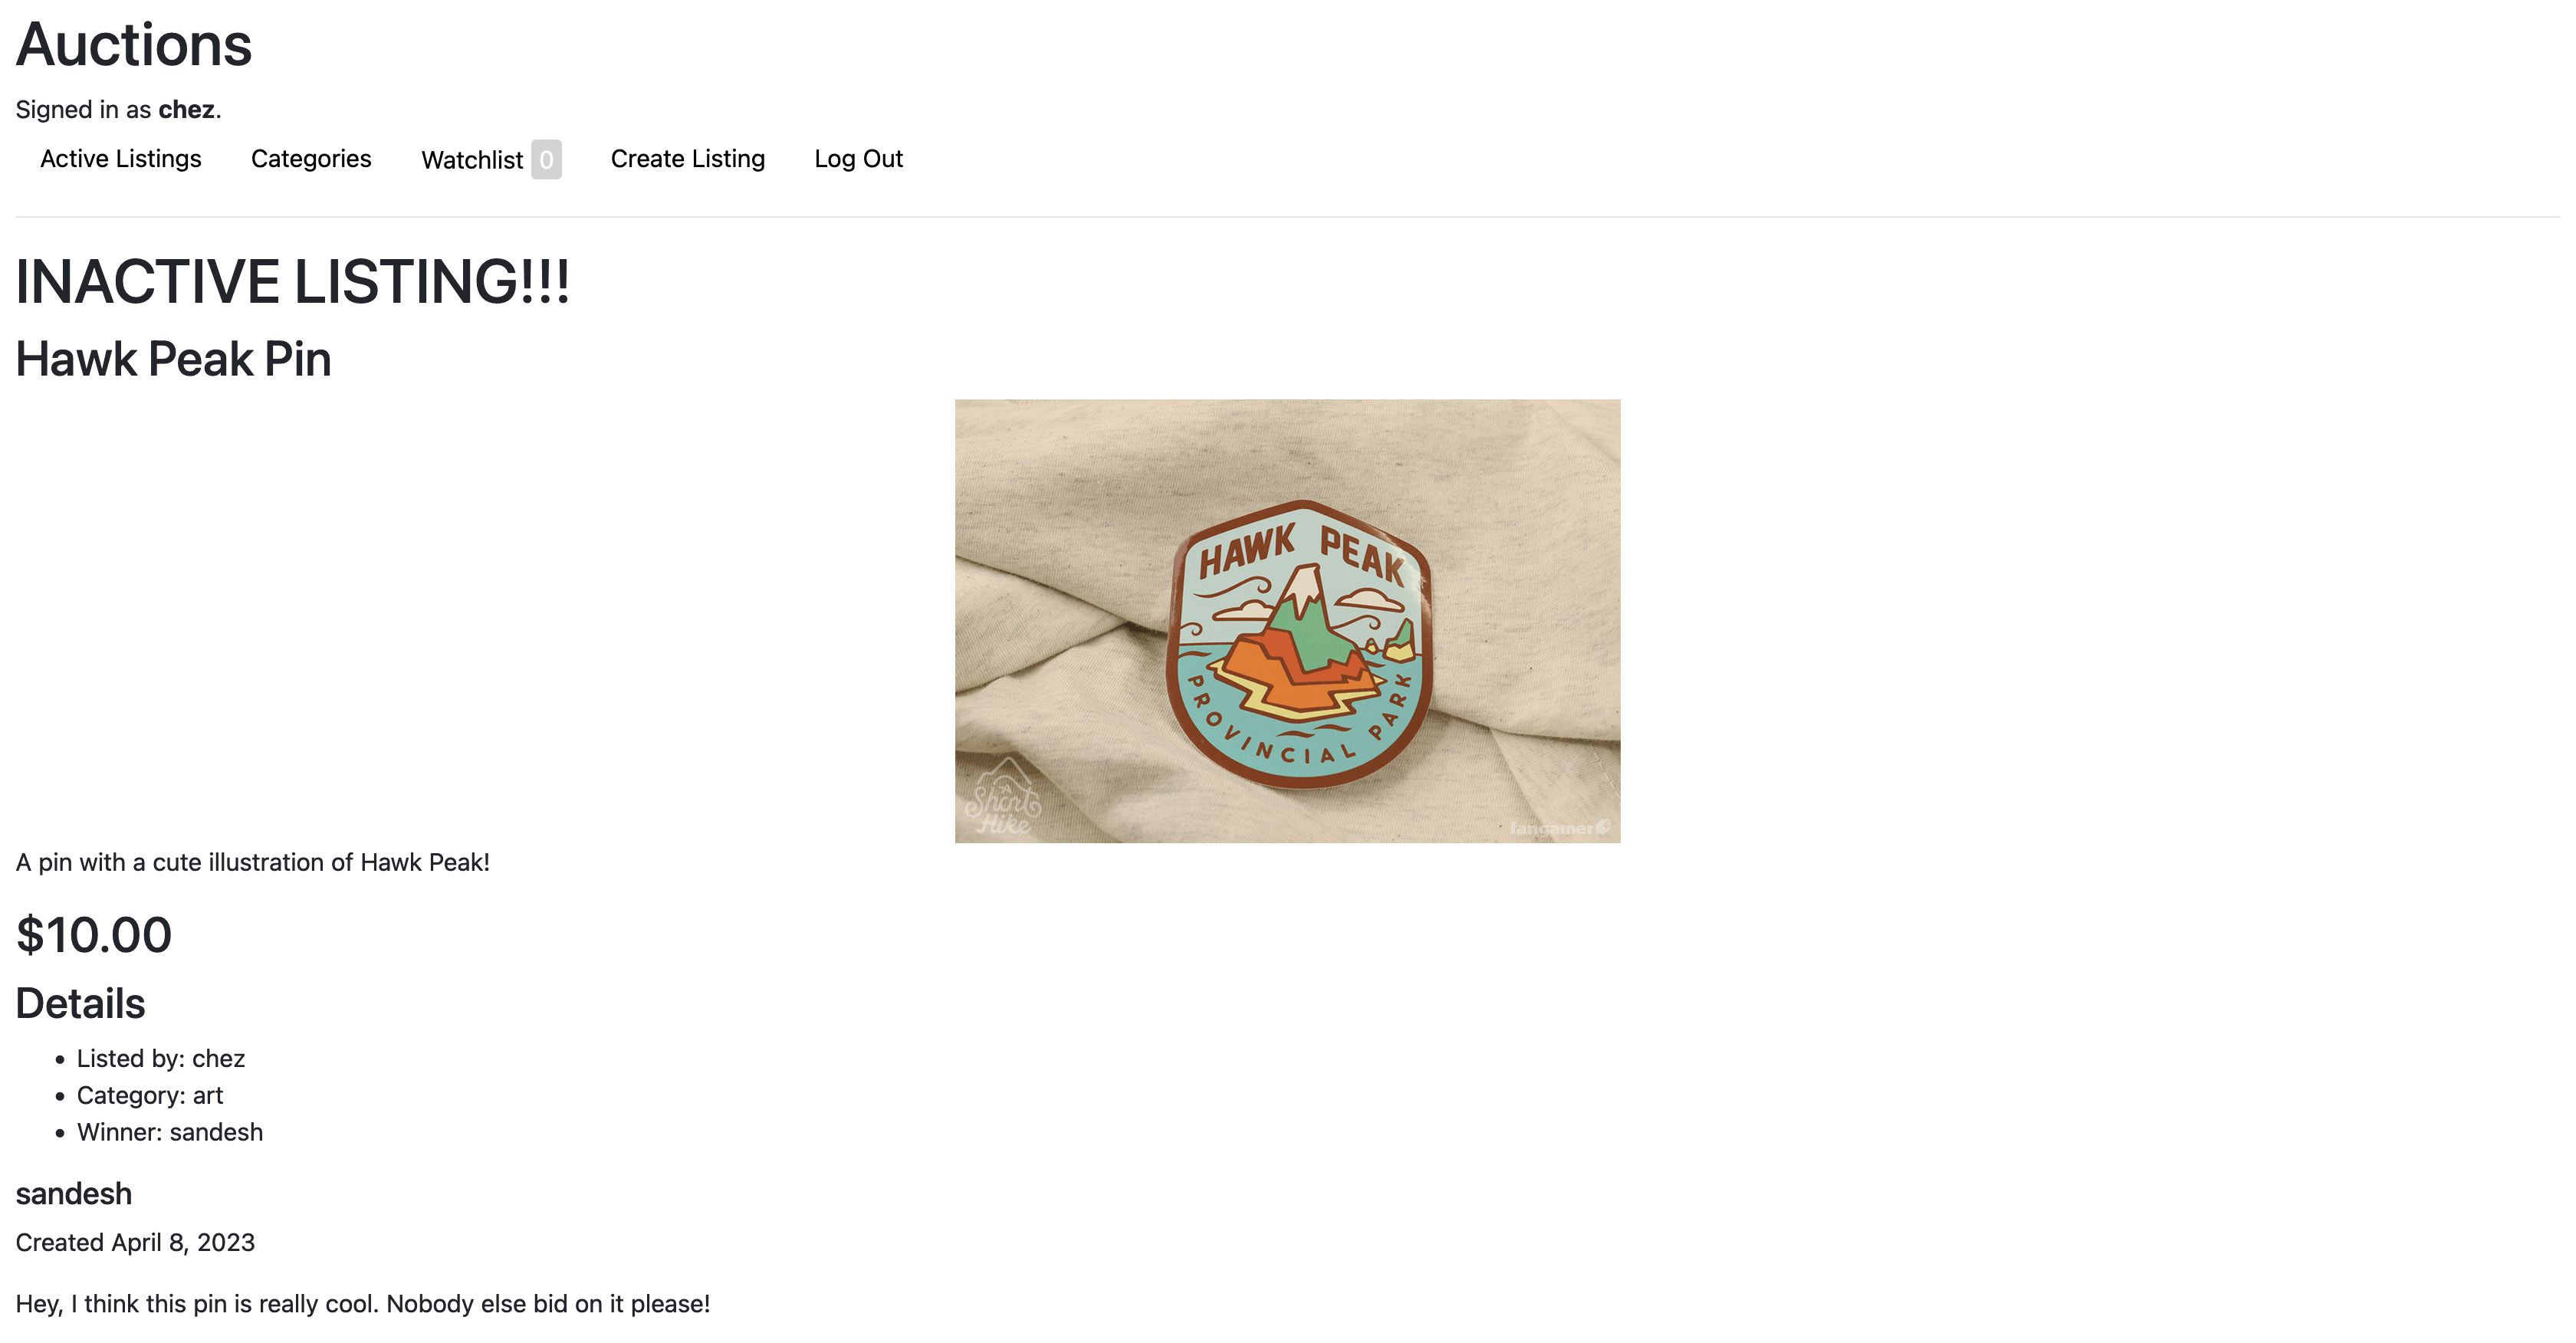 Auctions
Signed in as chez.
Active Listings Categories Watchlist 0 Create Listing Log Out
INACTIVE LISTING!!!
Hawk Peak Pin
HAWK PEAK
PROVINCIAL PARK
A Short
Hike
fangamer
A pin with a cute illustration of Hawk Peak!
$10.00
Details
• Listed by: chez
• Category: art
• Winner: sandesh
sandesh
Created April 8, 2023
Hey, I think this pin is really cool. Nobody else bid on it please!